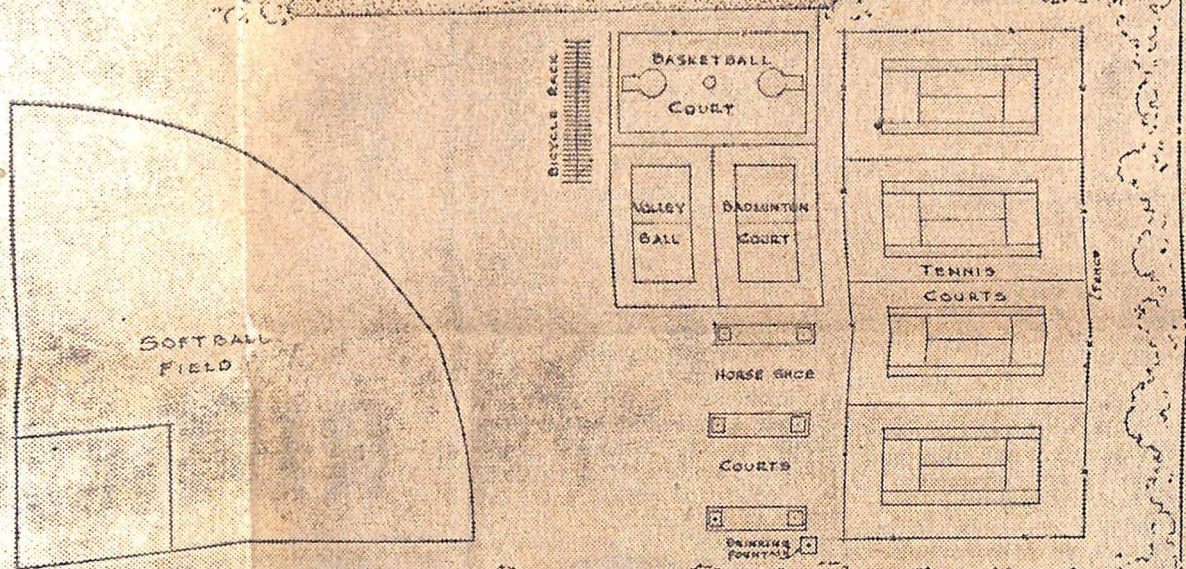 BICYCLE RACK
BASKETBALL
COURT
VOLLEY
BALL
BADMINTON
COURT
TENNIS
COURTS
FENCE
SOFTBALL
FIELD
HORSE SHOE
COURTS
DRINKING
FOUNTAIN